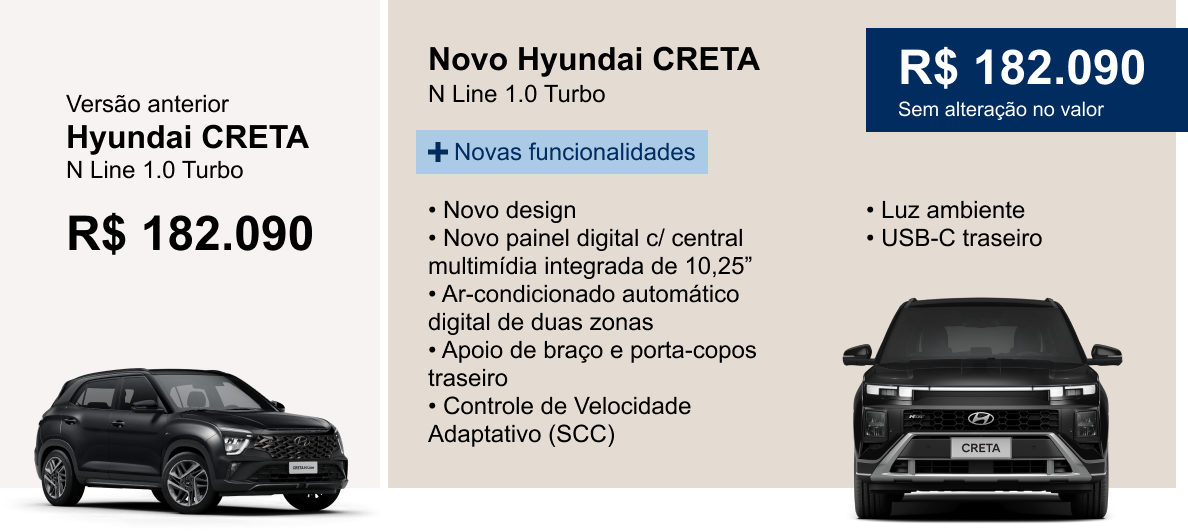 Versão anterior
Hyundai CRETA
N Line 1.0 Turbo
R$ 182.090
CRETA N Line
Novo Hyundai CRETA
N Line 1.0 Turbo
+ Novas funcionalidades
• Novo design
• Novo painel digital c/ central
multimídia integrada de 10,25”
• Ar-condicionado automático
digital de duas zonas
• Apoio de braço e porta-copos
traseiro
• Controle de Velocidade
Adaptativo (SCC)
R$ 182.090
Sem alteração no valor
• Luz ambiente
• USB-C traseiro
CRETA